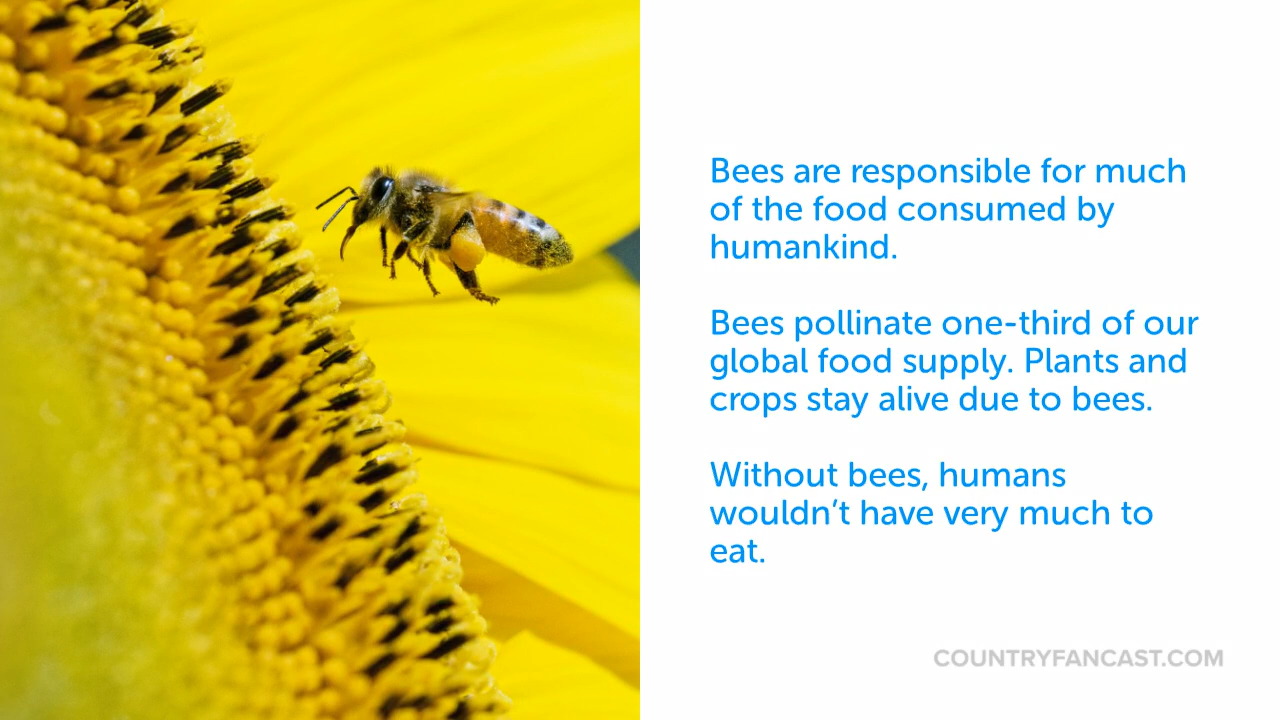 Bees are responsible for much
of the food consumed by
humankind.
Bees pollinate one-third of our
global food supply. Plants and
crops stay alive due to bees.
Without bees, humans
wouldn’t have very much to
eat.
COUNTRYFANCAST.COM